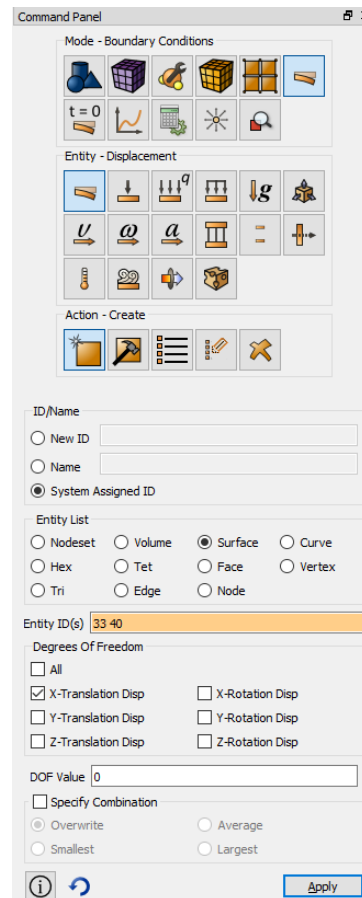 Command Panel
Mode - Boundary Conditions
t = 0
Entity - Displacement
q
g
v ω a
Action - Create
ID/Name
New ID
Name
System Assigned ID
Entity List
Nodeset Volume Surface Curve
Hex Tet Face Vertex
Tri Edge Node
Entity ID(s) 33 40
Degrees Of Freedom
All
X-Translation Disp X-Rotation Disp
Y-Translation Disp Y-Rotation Disp
Z-Translation Disp Z-Rotation Disp
DOF Value 0
Specify Combination
Overwrite Average
Smallest Largest
i Apply